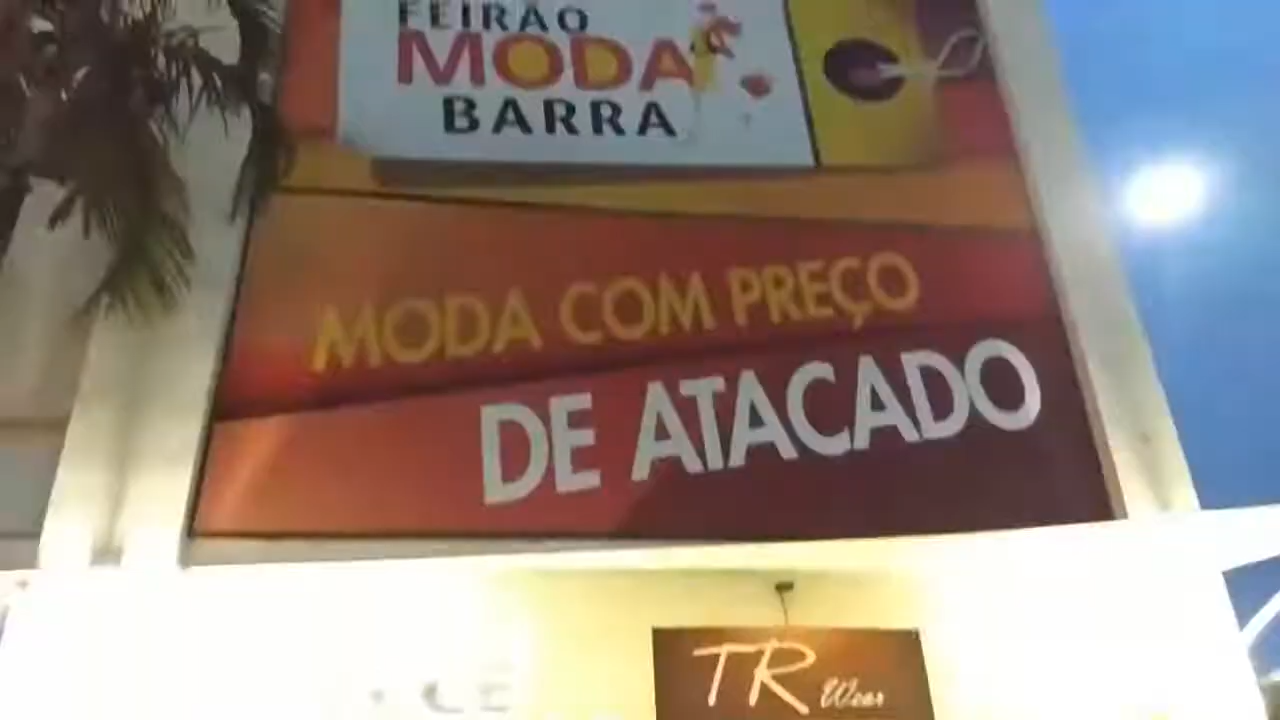 FEIRÃO
MODA
BARRA
MODA COM PREÇO
DE ATACADO
TR Wear